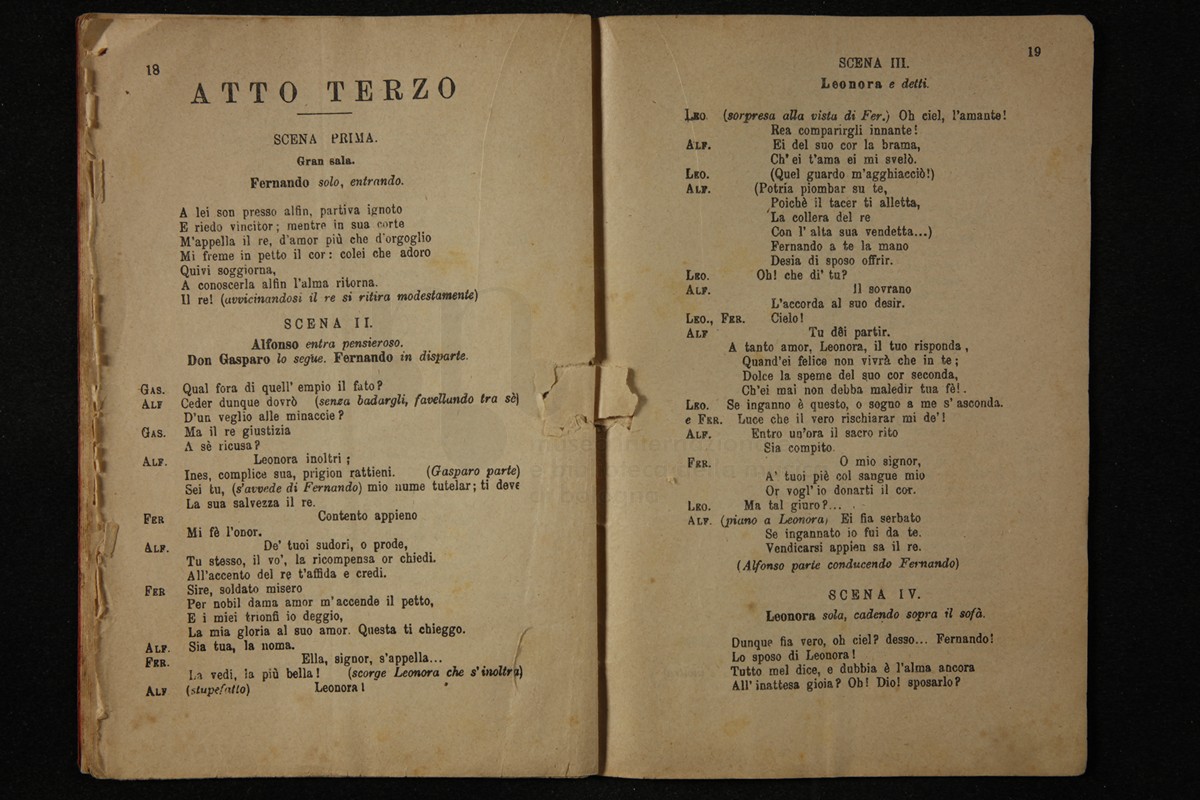 18
ATTO TERZO
SCENA PRIMA.
Gran sala.
Fernando solo, entrando.
A lei son presso alfin, partiva ignoto
E riedo vincitor; mentre in sua corte
M'appella il re, d'amor più che d'orgoglio
Mi freme in petto il cor: colei che adoro
Quivi soggiorna,
A conoscerla alfin l'alma ritorna.
Il re! (avvicinandosi il re si ritira modestamente)
SCENA II.
Alfonso entra pensieroso.
Don Gasparo lo segue. Fernando in disparte.
GAS. Qual fora di quell' empio il fato?
ALF Ceder dunque dovrò (senza badargli, favellundo tra sè)
D'un veglio alle minaccie?
GAS. Ma il re giustizia
A sè ricusa?
ALF. Leonora inoltri;
Ines, complice sua, prigion rattieni. (Gasparo parte)
Sei tu, (s'avvede di Fernando) mio nume tutelar; ti deve
La sua salvezza il re.
FER Contento appieno
Mi fè l'onor.
ALF. De' tuoi sudori, o prode,
Tu stesso, il vo', la ricompensa or chiedi.
All'accento del re t'affida e credi.
FER Sire, soldato misero
Per nobil dama amor m'accende il petto,
E i miei trionfi io deggio,
La mia gloria al suo amor. Questa ti chieggo.
ALF. Sia tua, la noma.
FER. Ella, signor, s'appella...
La vedi, la più bella! (scorge Leonora che s'inoltra)
ALF (stupefatto) Leonora!
19
SCENA III.
Leonora e detti.
LEO. (sorpresa alla vista di Fer.) Oh ciel, l'amante!
Rea comparirgli innante!
ALF. Ei del suo cor la brama,
Ch' ei t'ama ei mi svelò.
LEO. (Quel guardo m'agghiacciò!)
ALF. (Potria piombar su te,
Poichè il tacer ti alletta,
La collera del re
Con l' alta sua vendetta...)
Fernando a te la mano
Desia di sposo offrir.
LEO. Oh! che di' tu?
ALF. Il sovrano
L'accorda al suo desir.
LEO., FER. Cielo!
ALF Tu dêi partir.
A tanto amor, Leonora, il tuo risponda,
Quand'ei felice non vivrà che in te;
Dolce la speme del suo cor seconda,
Ch'ei mai non debba maledir tua fè!.
LEO. Se inganno è questo, o sogno a me s' asconda.
e FER. Luce che il vero rischiarar mi de'!
ALF. Entro un'ora il sacro rito
Sia compito.
FER. O mio signor,
A' tuoi piè col sangue mio
Or vogl' io donarti il cor.
LEO. Ma tal giuro?...
ALF. (piano a Leonora) Ei fia serbato
Se ingannato io fui da te.
Vendicarsi appien sa il re.
(Alfonso parte conducendo Fernando)
SCENA IV.
Leonora sola, cadendo sopra il sofà.
Dunque fia vero, oh ciel? desso... Fernando!
Lo sposo di Leonora!
Tutto mel dice, e dubbia è l'alma ancora
All' inattesa gioia? Oh! Dio! sposarlo?